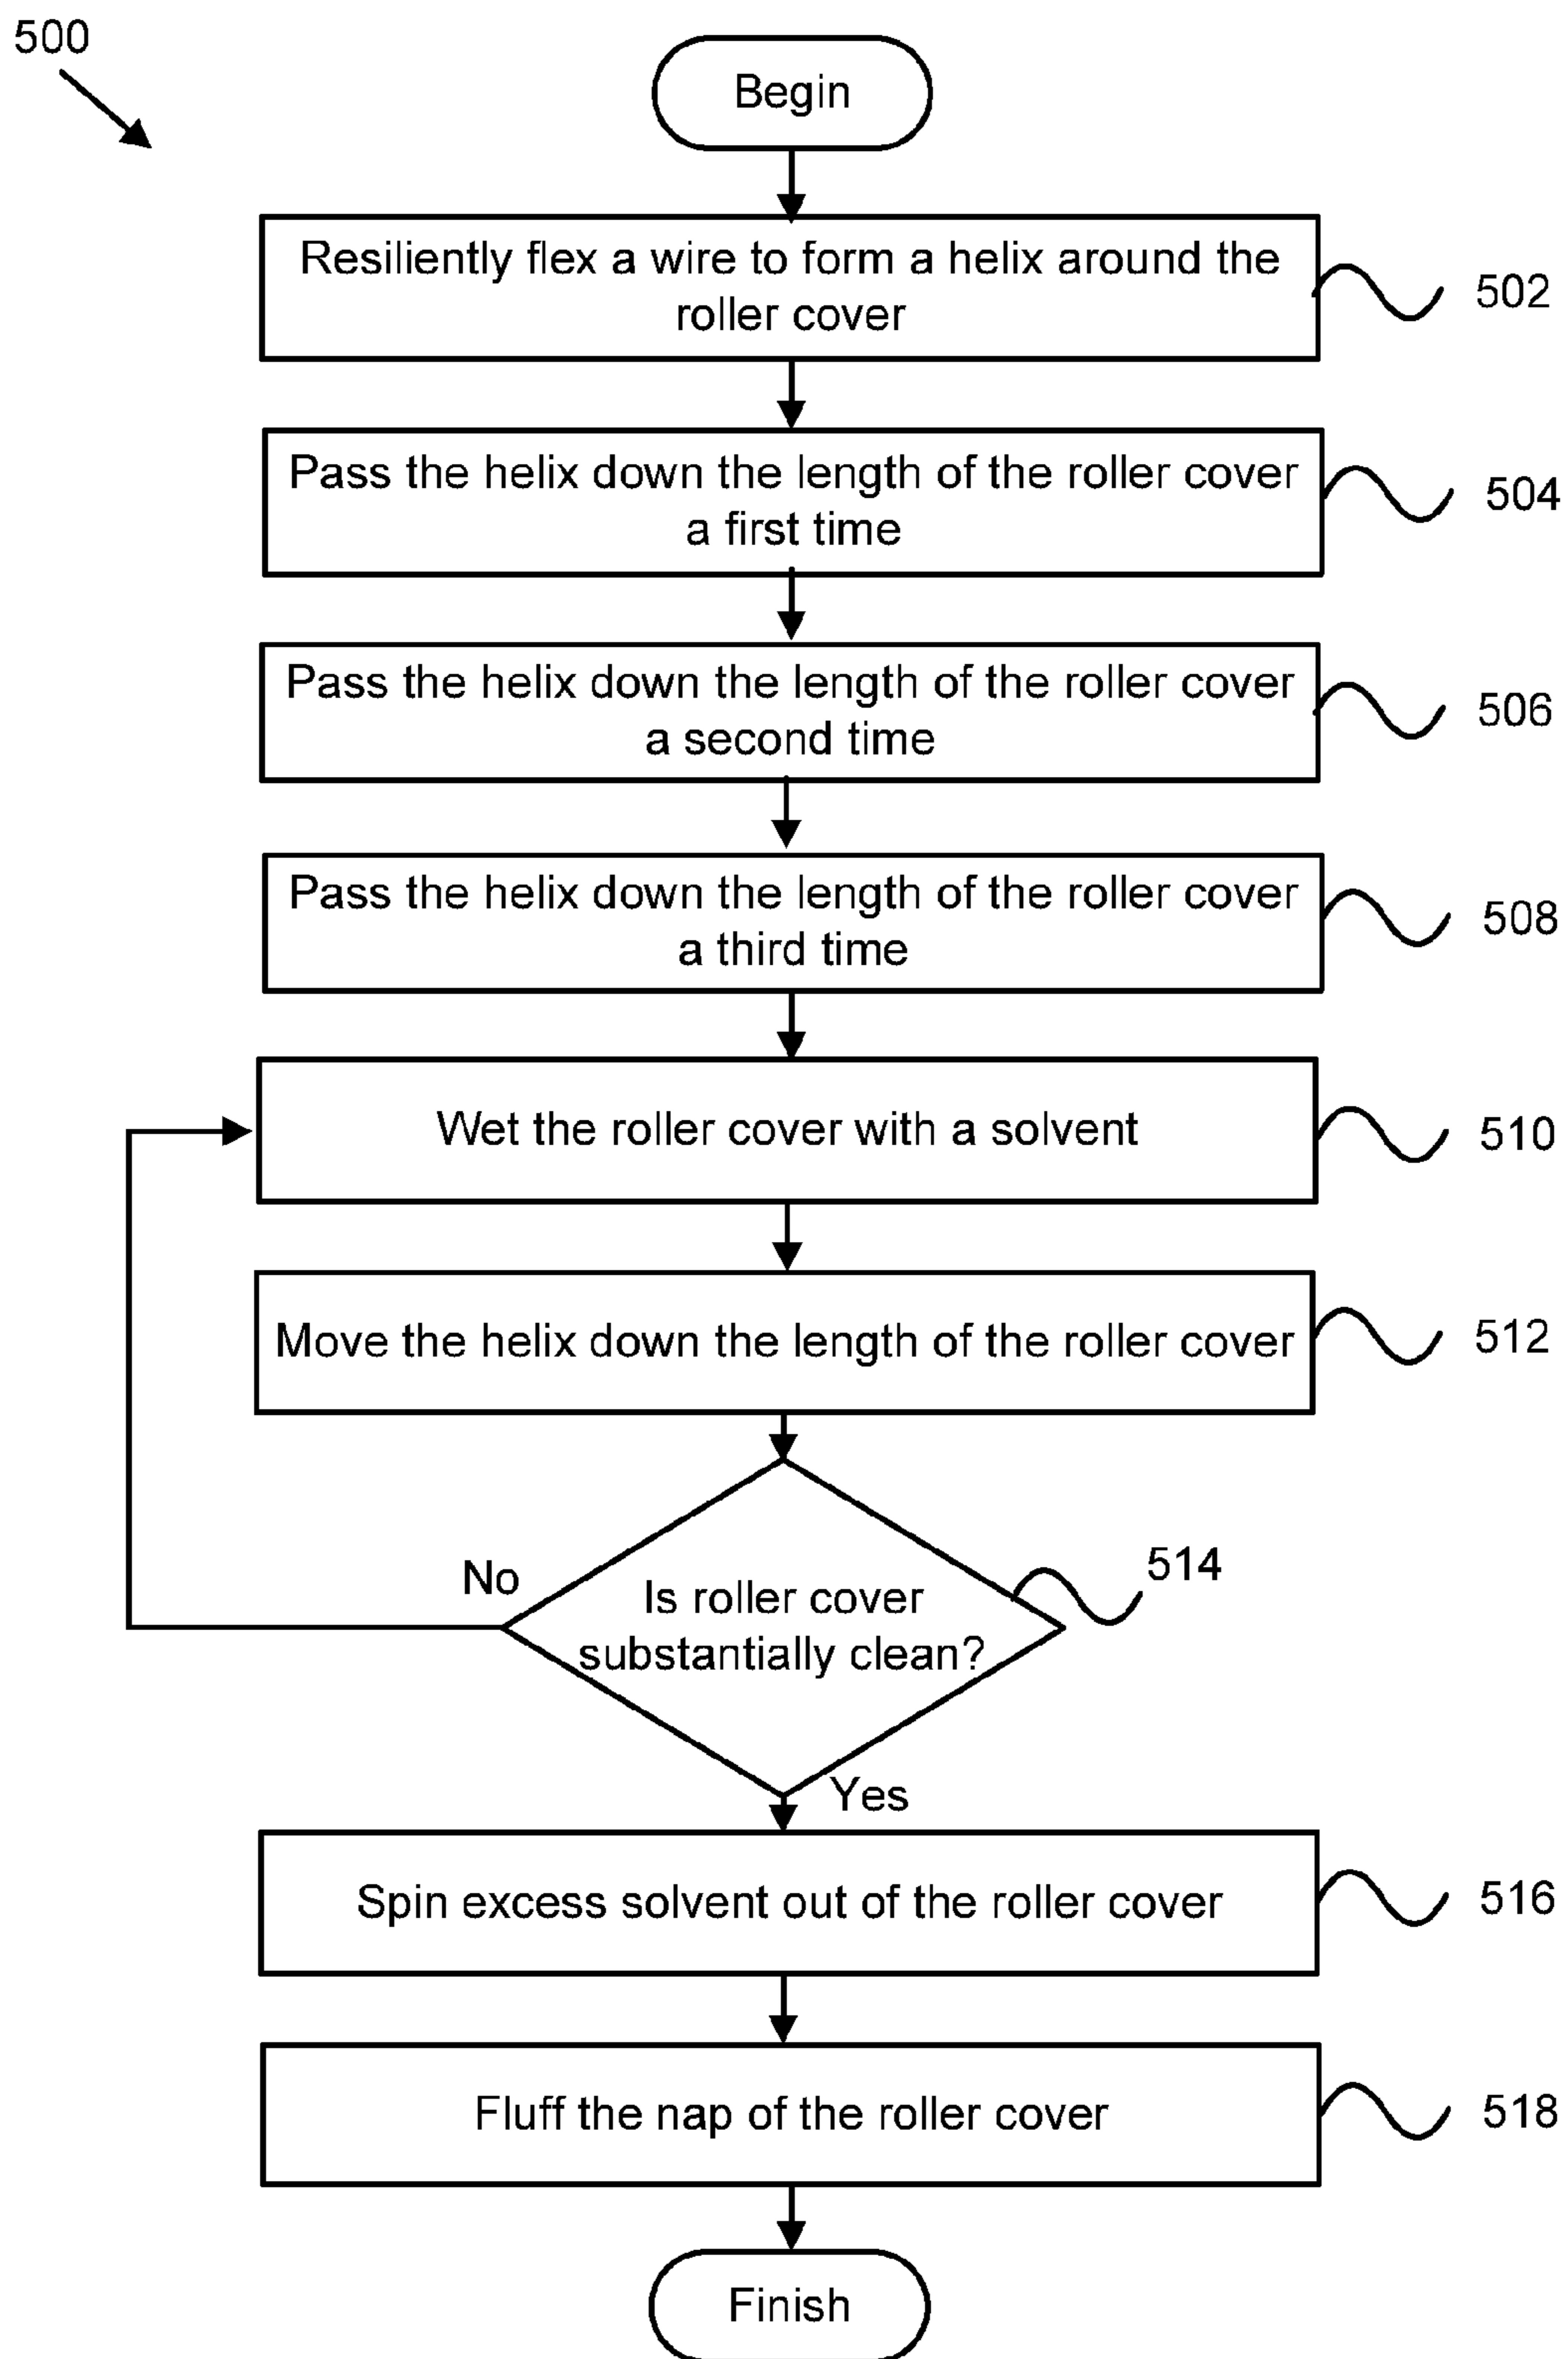 500
Begin
Resiliently flex a wire to form a helix around the
roller cover
502
Pass the helix down the length of the roller cover
a first time
504
Pass the helix down the length of the roller cover
a second time
506
Pass the helix down the length of the roller cover
a third time
508
Wet the roller cover with a solvent
510
Move the helix down the length of the roller cover
512
No
Is roller cover
substantially clean?
514
Yes
Spin excess solvent out of the roller cover
516
Fluff the nap of the roller cover
518
Finish